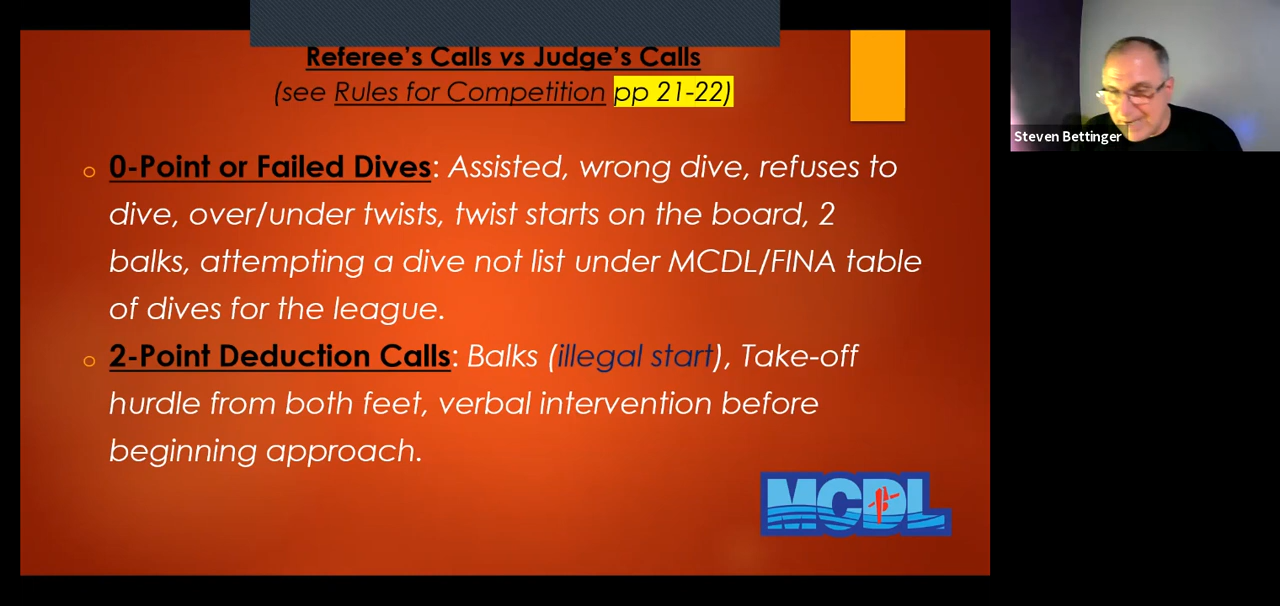 Referee's Calls vs Judge's Calls
(see Rules for Competition pp 21-22)
Steven Bettinger
0-Point or Failed Dives: Assisted, wrong dive, refuses to
dive, over/under twists, twist starts on the board, 2
balks, attempting a dive not list under MCDL/FINA table
of dives for the league.
2-Point Deduction Calls: Balks (illegal start), Take-off
hurdle from both feet, verbal intervention before
beginning approach.
MCDL